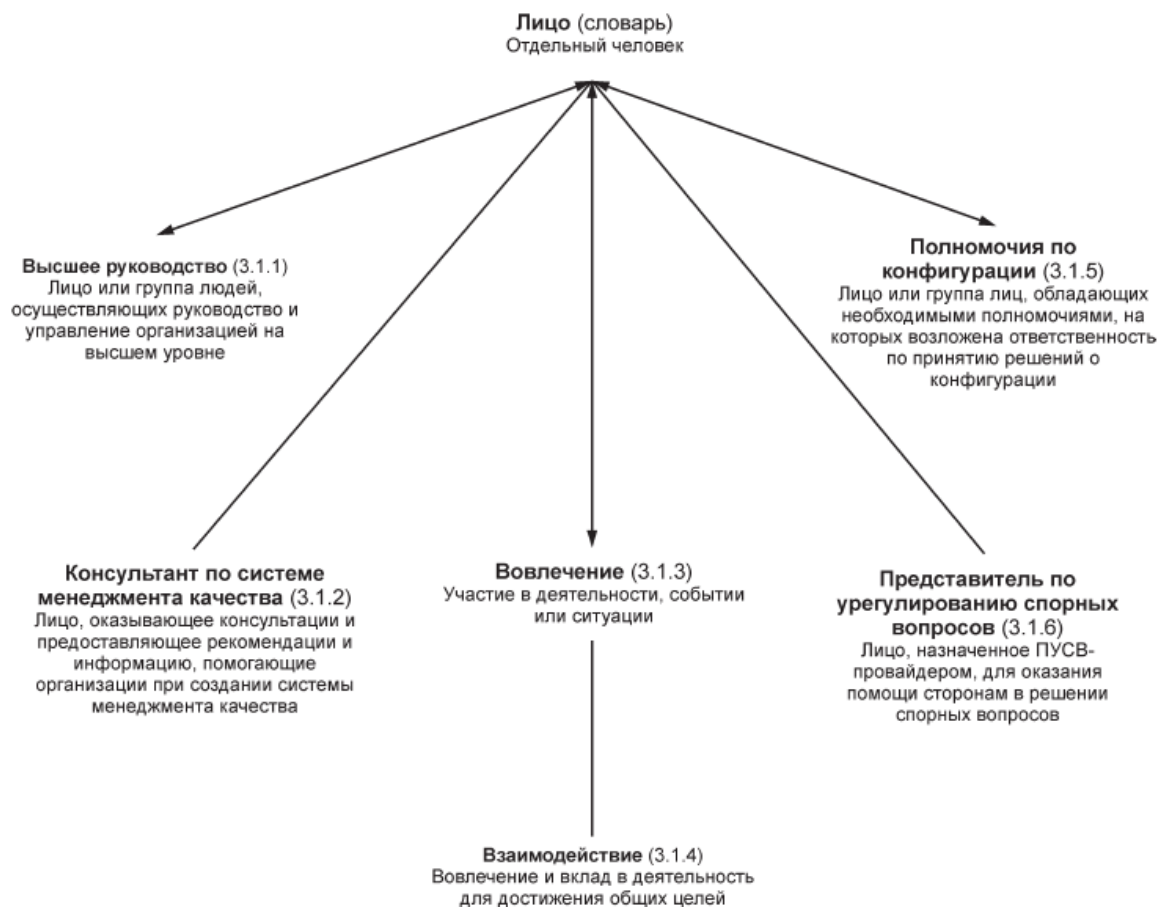 Лицо (словарь)
Отдельный человек
Высшее руководство (3.1.1)
Лицо или группа людей,
осуществляющих руководство и
управление организацией на
высшем уровне
Полномочия по
конфигурации (3.1.5)
Лицо или группа лиц, обладающих
необходимыми полномочиями, на
которых возложена ответственность
по принятию решений о
конфигурации
Консультант по системе
менеджмента качества (3.1.2)
Лицо, оказывающее консультации и
предоставляющее рекомендации и
информацию, помогающие
организации при создании системы
менеджмента качества
Вовлечение (3.1.3)
Участие в деятельности, событии
или ситуации
Представитель по
урегулированию спорных
вопросов (3.1.6)
Лицо, назначенное ПУСВ-
провайдером, для оказания
помощи сторонам в решении
спорных вопросов
Взаимодействие (3.1.4)
Вовлечение и вклад в деятельность
для достижения общих целей